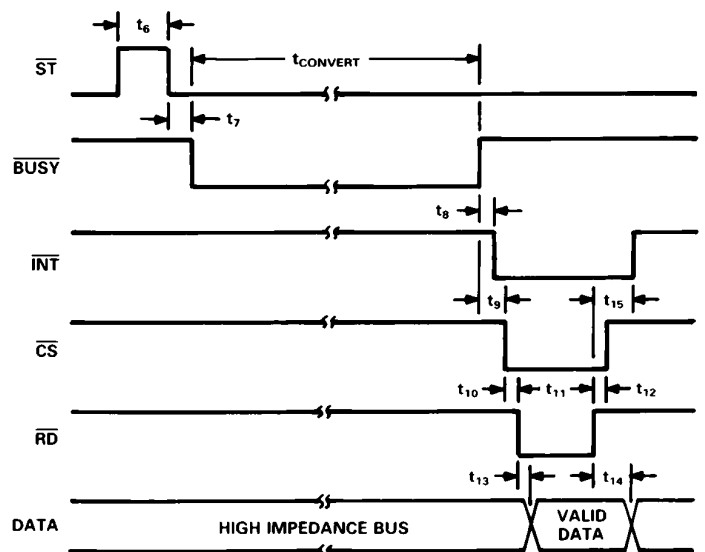 t6
ST
tCONVERT
t7
BUSY
t8
INT
t9
t15
CS
t10
t11
t12
RD
t13
t14
DATA
HIGH IMPEDANCE BUS
VALID
DATA